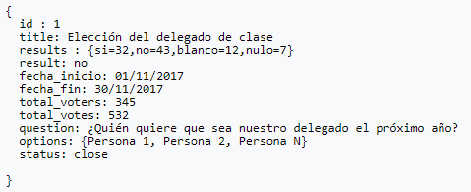 {
id : 1
title: Elección del delegado de clase
results : {si=32,no=43,blanco=12,nulo=7}
result: no
fecha_inicio: 01/11/2017
fecha_fin: 30/11/2017
total_voters: 345
total_votes: 532
question: ¿Quién quiere que sea nuestro delegado el próximo año?
options: {Persona 1, Persona 2, Persona N}
status: close
}